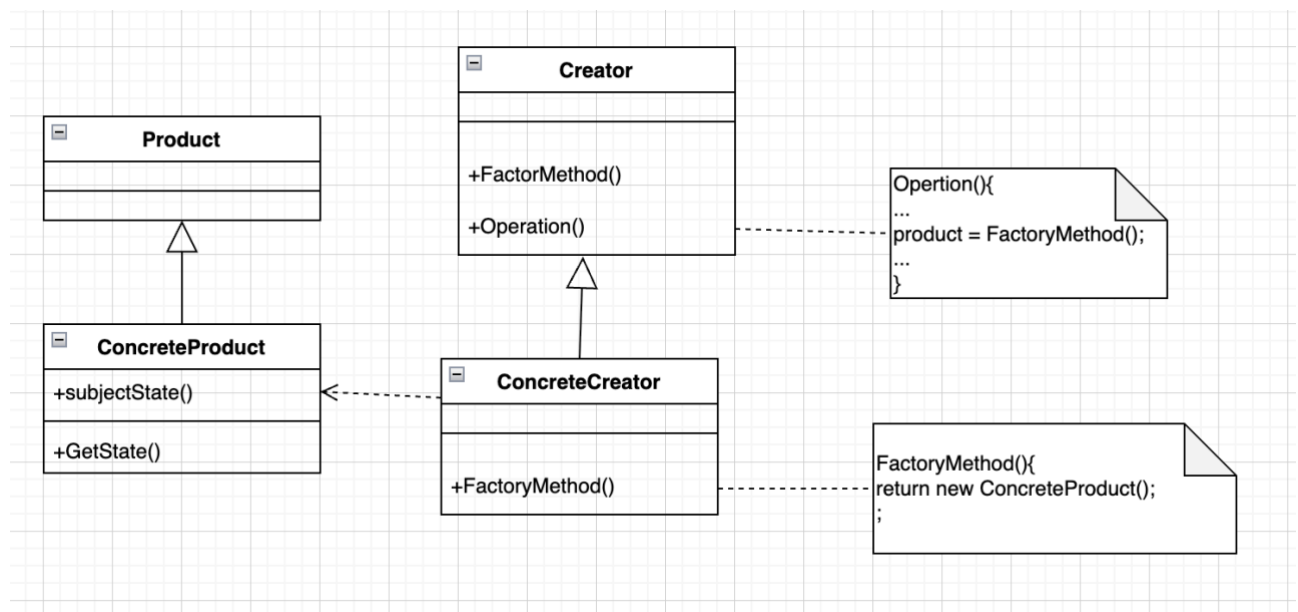 Creator
+FactorMethod()
+Operation()
Product
Opertion(){
...
product = FactoryMethod();
...
}
ConcreteProduct
+subjectState()
+GetState()
ConcreteCreator
+FactoryMethod()
FactoryMethod(){
return new ConcreteProduct();
;